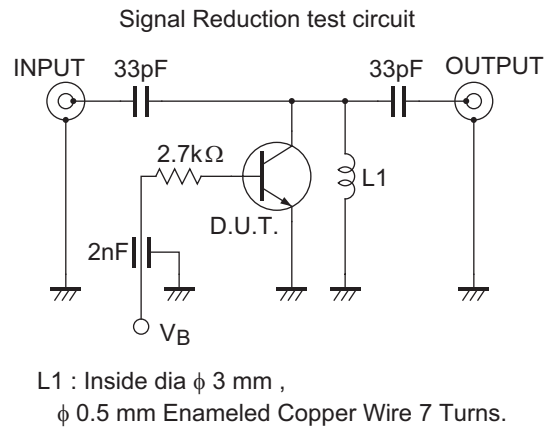 Signal Reduction test circuit
INPUT
33pF
33pF
OUTPUT
2.7kΩ
L1
D.U.T.
2nF
VB
L1 : Inside dia ϕ 3 mm ,
ϕ 0.5 mm Enameled Copper Wire 7 Turns.